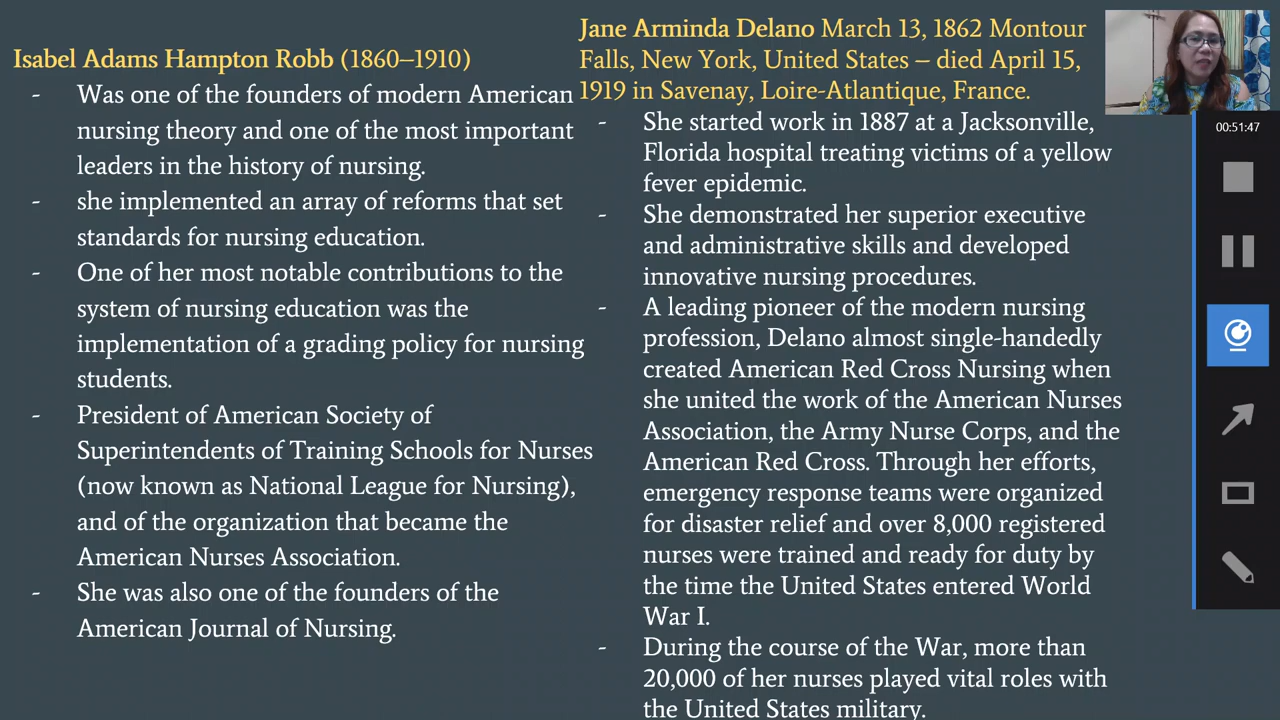 Isabel Adams Hampton Robb (1860–1910)
- Was one of the founders of modern American
nursing theory and one of the most important
leaders in the history of nursing.
- she implemented an array of reforms that set
standards for nursing education.
- One of her most notable contributions to the
system of nursing education was the
implementation of a grading policy for nursing
students.
- President of American Society of
Superintendents of Training Schools for Nurses
(now known as National League for Nursing),
and of the organization that became the
American Nurses Association.
- She was also one of the founders of the
American Journal of Nursing.
Jane Arminda Delano March 13, 1862 Montour
Falls, New York, United States – died April 15,
1919 in Savenay, Loire-Atlantique, France.
- She started work in 1887 at a Jacksonville,
Florida hospital treating victims of a yellow
fever epidemic.
- She demonstrated her superior executive
and administrative skills and developed
innovative nursing procedures.
- A leading pioneer of the modern nursing
profession, Delano almost single-handedly
created American Red Cross Nursing when
she united the work of the American Nurses
Association, the Army Nurse Corps, and the
American Red Cross. Through her efforts,
emergency response teams were organized
for disaster relief and over 8,000 registered
nurses were trained and ready for duty by
the time the United States entered World
War I.
- During the course of the War, more than
20,000 of her nurses played vital roles with
the United States military.
00:51:47